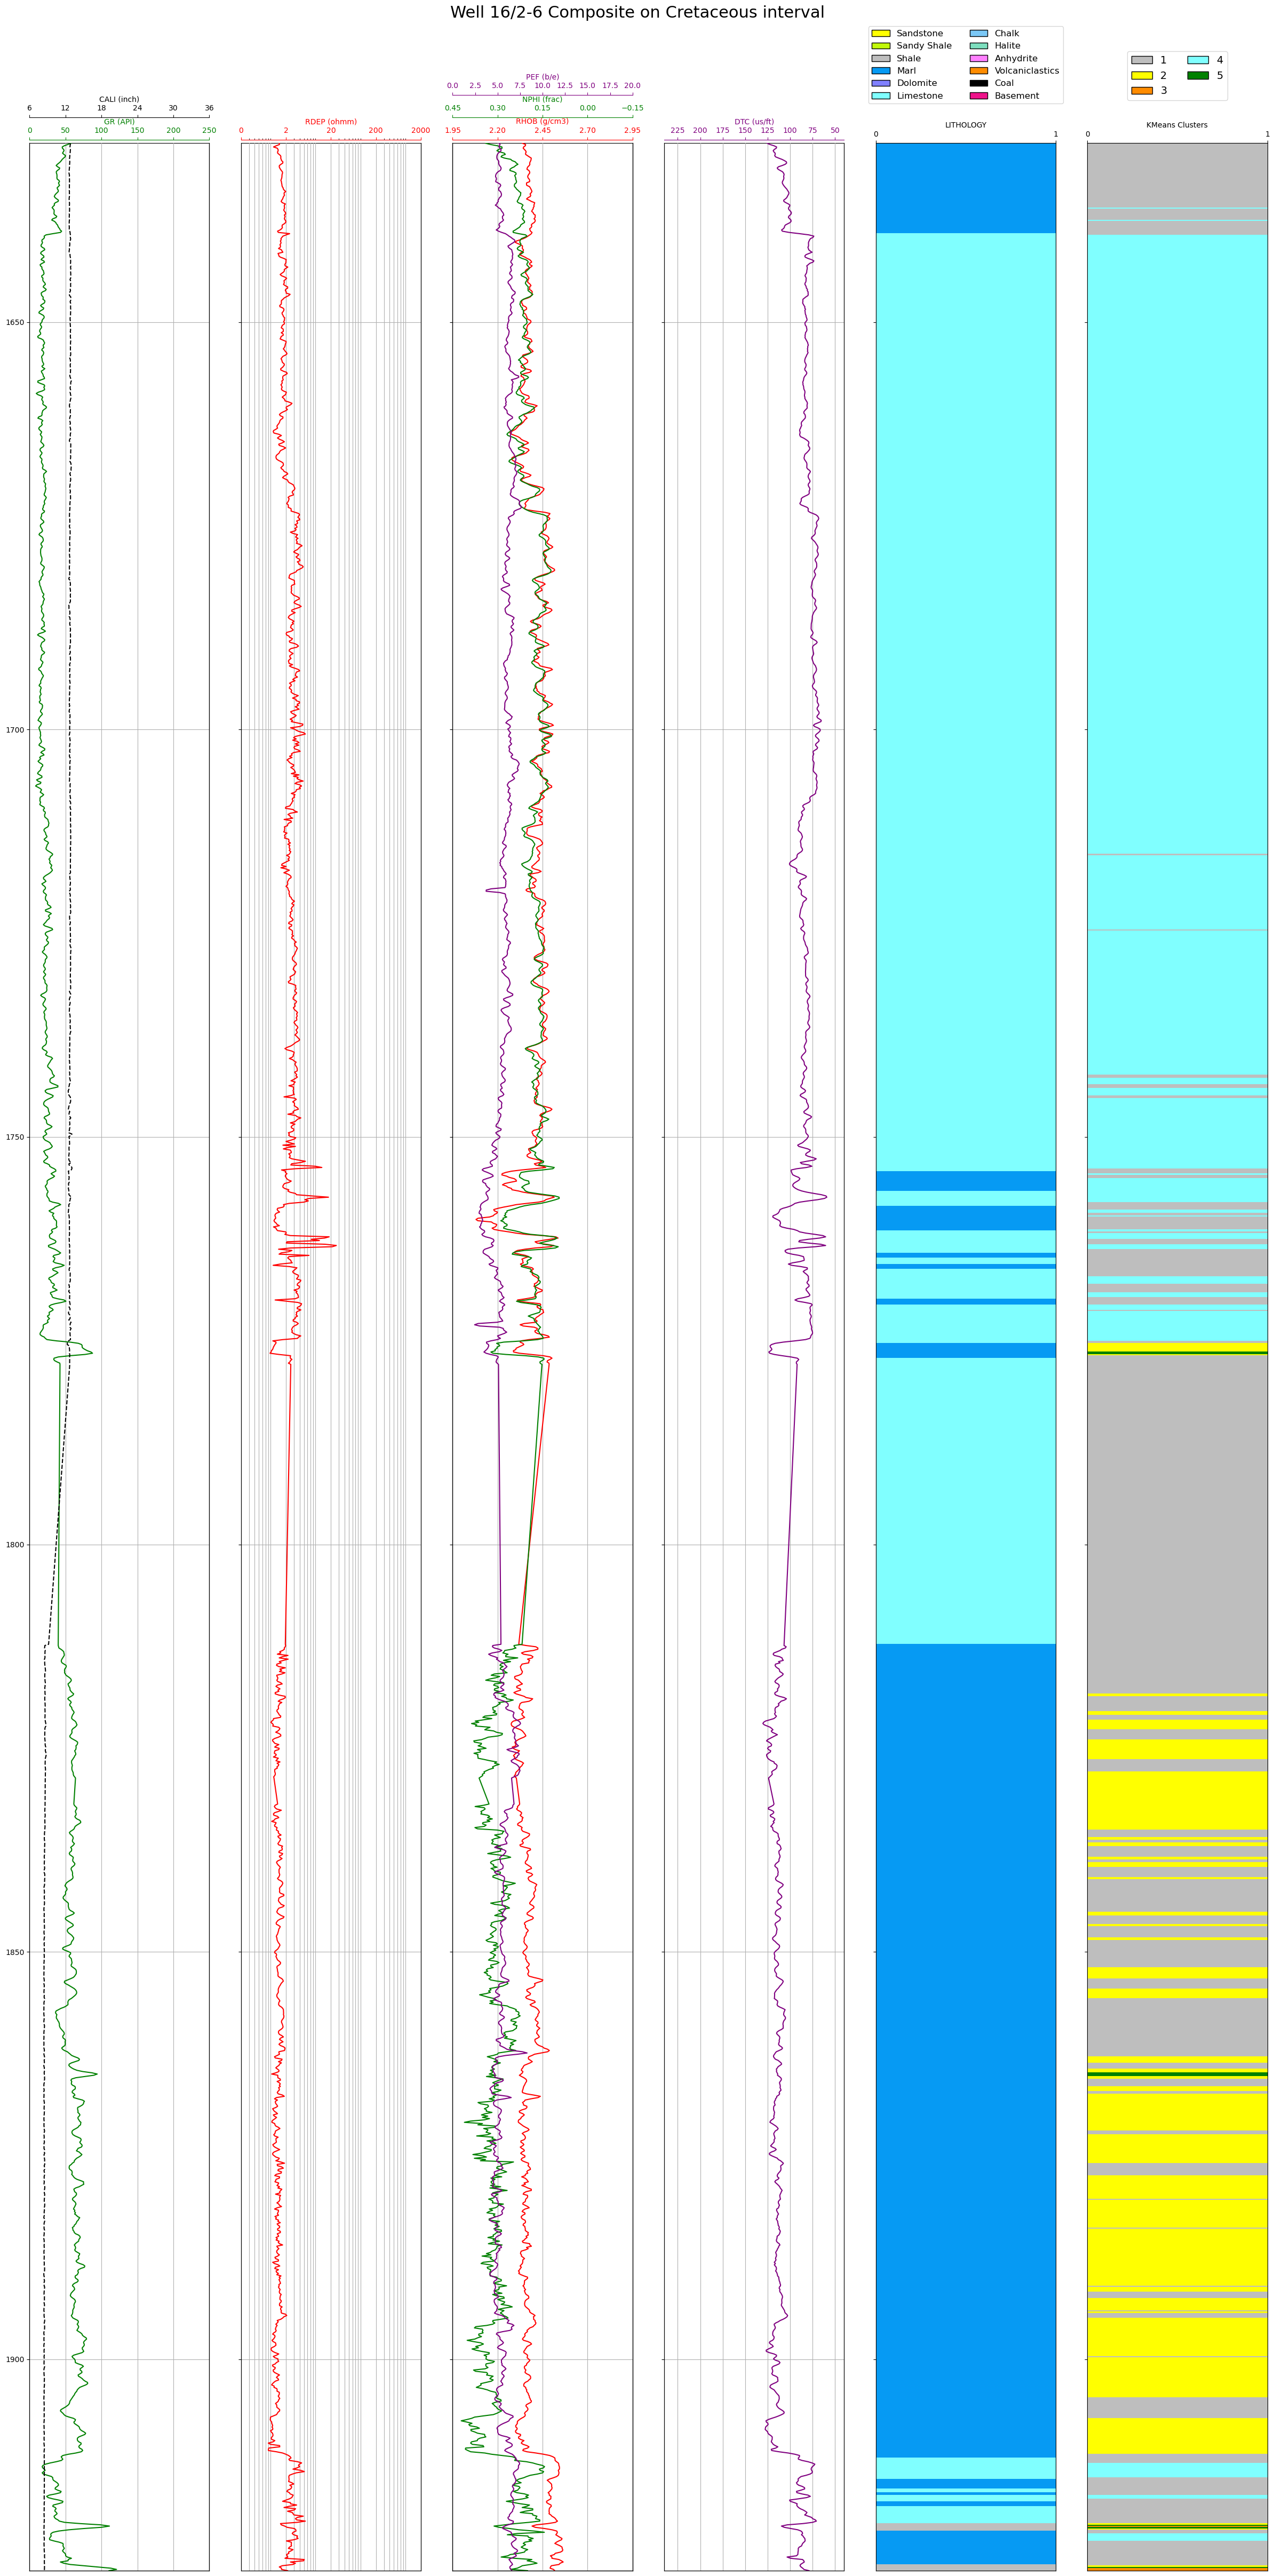 Well 16/2-6 Composite on Cretaceous interval
Sandstone Chalk
Sandy Shale Halite
Shale Anhydrite
Marl Volcaniclastics
Dolomite Coal
Limestone Basement
1 4
2 5
3
PEF (b/e)
0.0 2.5 5.0 7.5 10.0 12.5 15.0 17.5 20.0
CALI (inch)
6 12 18 24 30 36
NPHI (frac)
0.45 0.30 0.15 0.00 −0.15
GR (API)
0 50 100 150 200 250
RDEP (ohmm)
0 2 20 200 2000
RHOB (g/cm3)
1.95 2.20 2.45 2.70 2.95
DTC (us/ft)
225 200 175 150 125 100 75 50
LITHOLOGY
0 1
KMeans Clusters
0 1
1650
1700
1750
1800
1850
1900